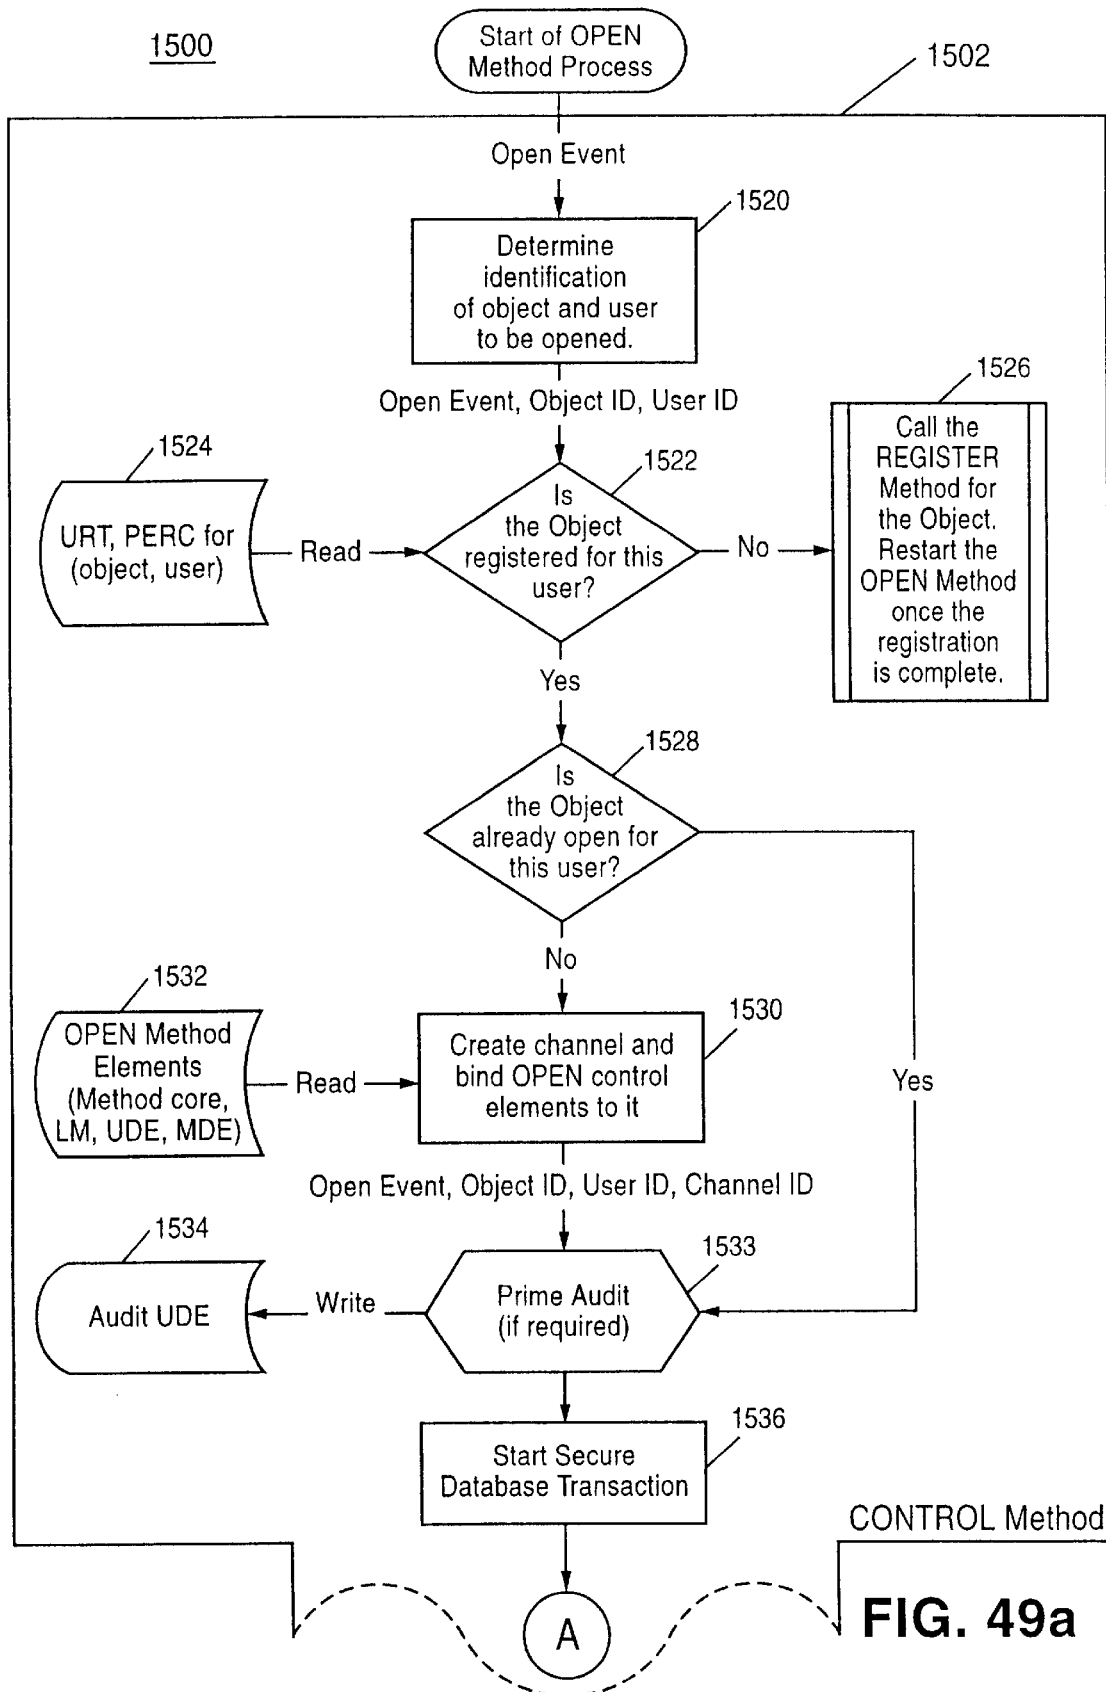 1500
Start of OPEN
Method Process
1502
Open Event
1520
Determine
identification
of object and user
to be opened.
Open Event, Object ID, User ID
1526
Call the
REGISTER
Method for
the Object.
Restart the
OPEN Method
once the
registration
is complete.
1524
URT, PERC for
(object, user)
Read
1522
Is
the Object
registered for this
user?
No
Yes
1528
Is
the Object
already open for
this user?
No
Yes
1532
OPEN Method
Elements
(Method core,
LM, UDE, MDE)
Read
1530
Create channel and
bind OPEN control
elements to it
Open Event, Object ID, User ID, Channel ID
1534
Audit UDE
Write
1533
Prime Audit
(if required)
1536
Start Secure
Database Transaction
CONTROL Method
A
FIG. 49a